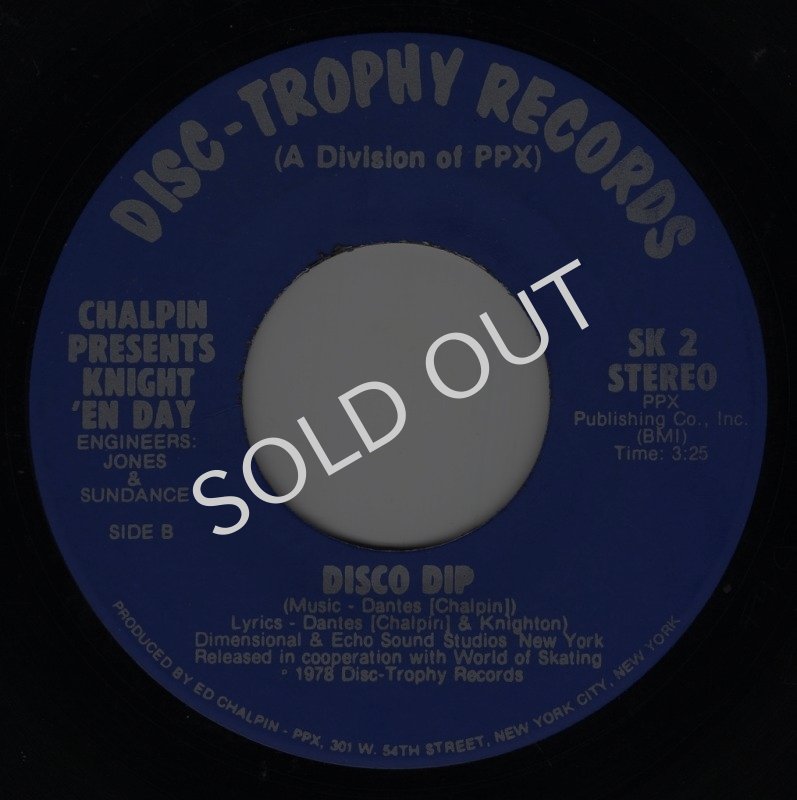 DISC-TROPHY RECORDS
(A Division of PPX)
CHALPIN
PRESENTS
KNIGHT
'EN DAY
ENGINEERS:
JONES
&
SUNDANCE
SIDE B
SK 2
STEREO
PPX
Publishing Co., Inc.
(BMI)
Time: 3:25
SOLD OUT
DISCO DIP
(Music - Dantes [Chalpin])
Lyrics - Dantes [Chalpin] & Knighton)
Dimensional & Echo Sound Studios New York
Released in cooperation with World of Skating
℗ 1978 Disc-Trophy Records
PRODUCED BY ED CHALPIN - PPX, 301 W. 54TH STREET, NEW YORK CITY, NEW YORK